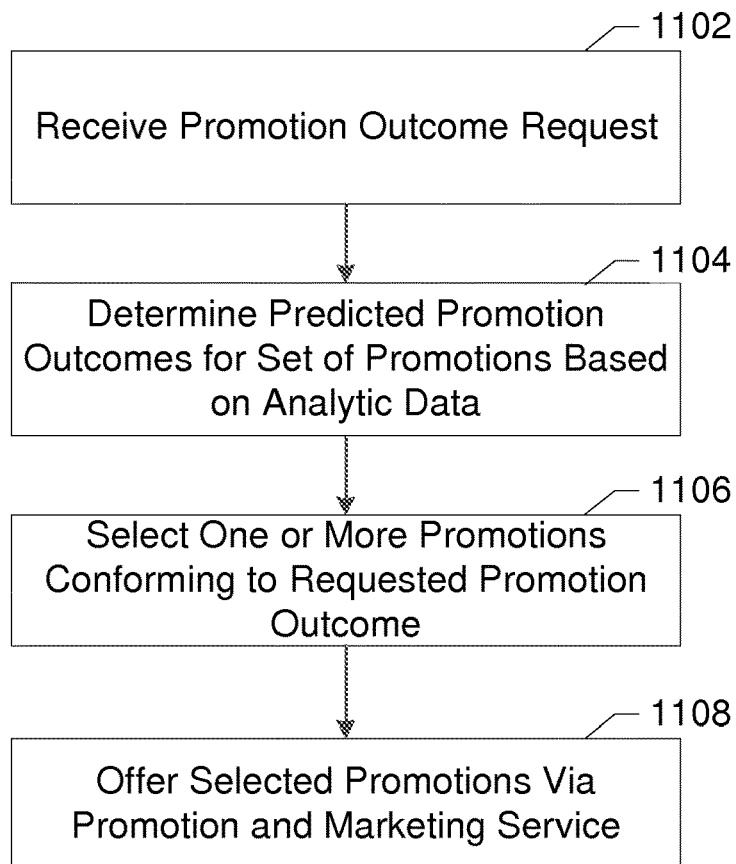 1102
Receive Promotion Outcome Request
1104
Determine Predicted Promotion
Outcomes for Set of Promotions Based
on Analytic Data
1106
Select One or More Promotions
Conforming to Requested Promotion
Outcome
1108
Offer Selected Promotions Via
Promotion and Marketing Service